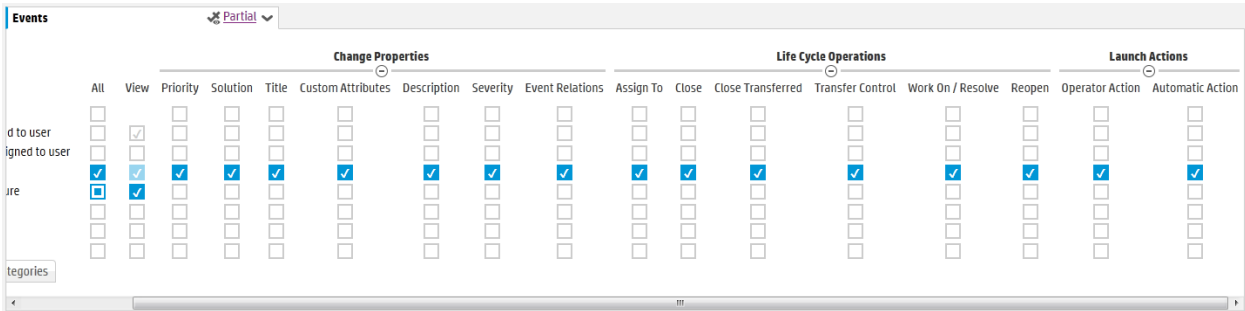 Events Partial
Change Properties Life Cycle Operations Launch Actions
All View Priority Solution Title Custom Attributes Description Severity Event Relations Assign To Close Close Transferred Transfer Control Work On / Resolve Reopen Operator Action Automatic Action
d to user
igned to user
ure
tegories